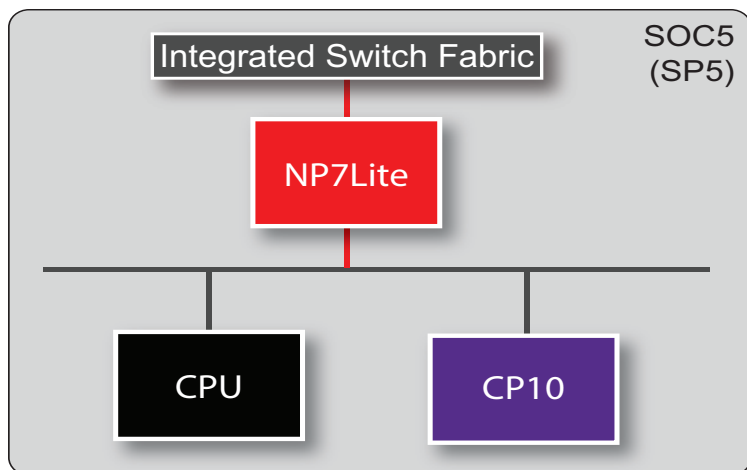 SOC5
(SP5)
Integrated Switch Fabric
NP7Lite
CPU
CP10